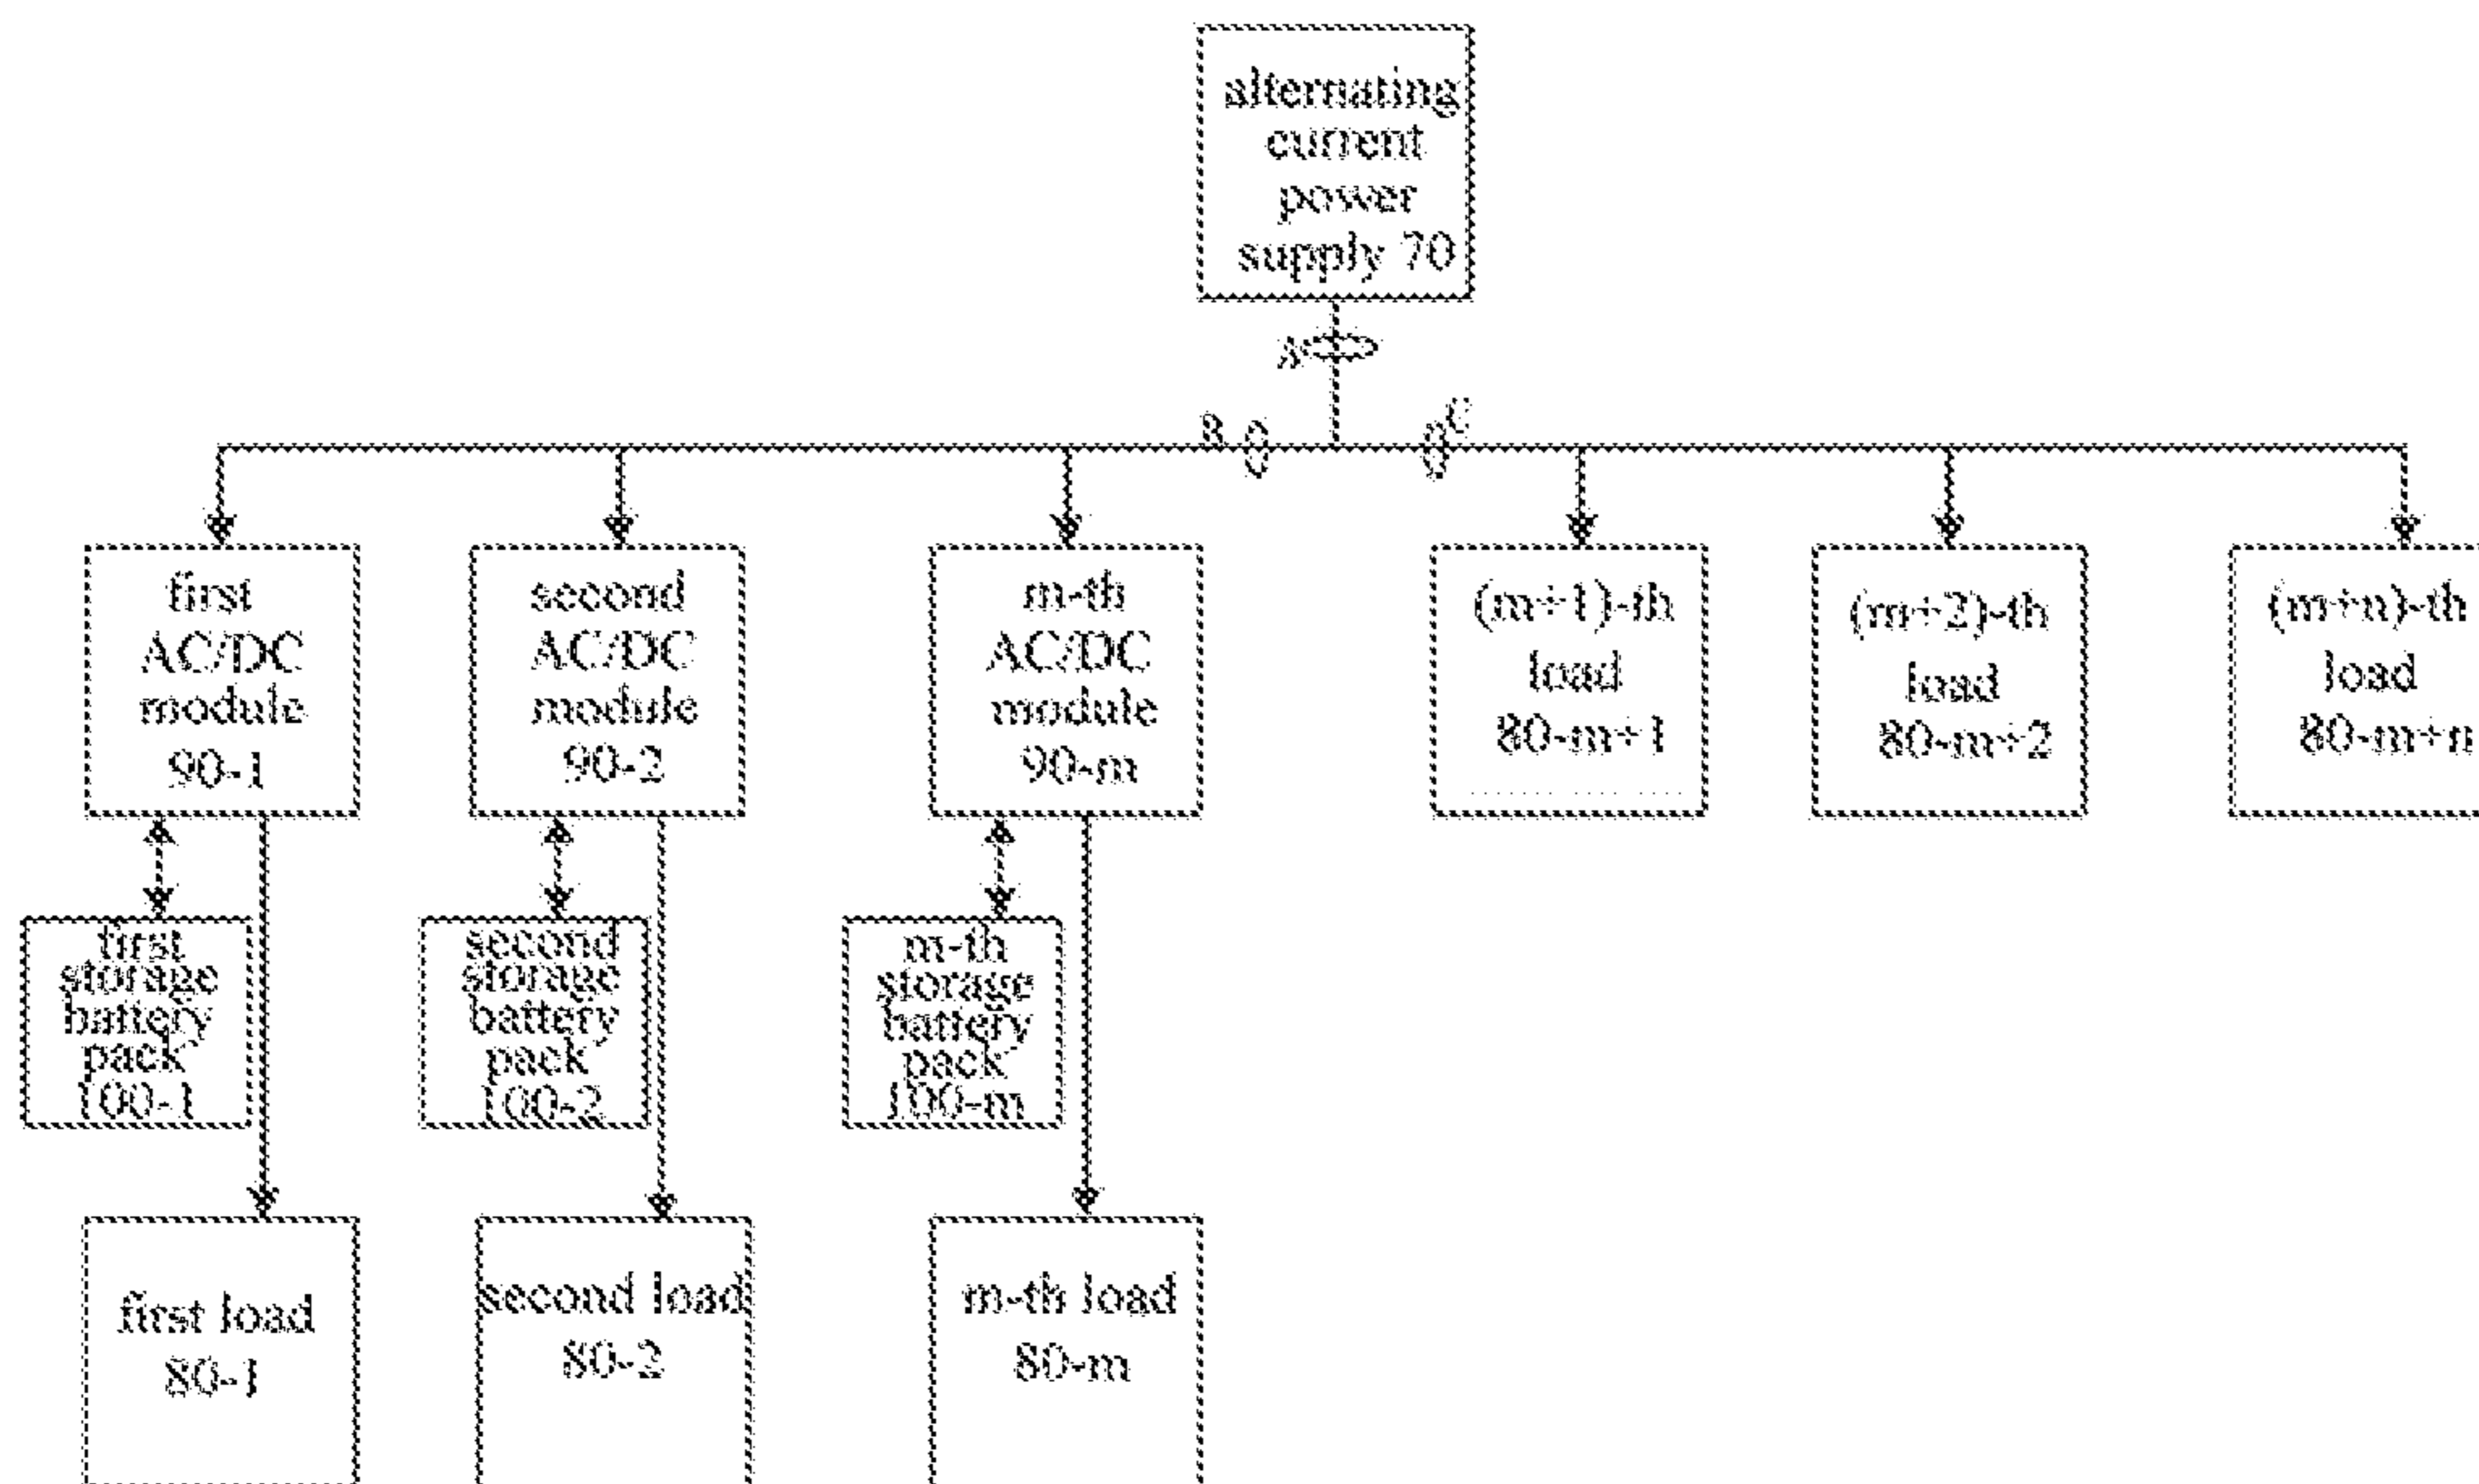 alternating
current
power
supply 70
A
B
C
first
AC/DC
module
90-1
second
AC/DC
module
90-2
m-th
AC/DC
module
90-m
(m+1)-th
load
80-m+1
(m+2)-th
load
80-m+2
(m+n)-th
load
80-m+n
first
storage
battery
pack
100-1
second
storage
battery
pack
100-2
m-th
storage
battery
pack
100-m
first load
80-1
second load
80-2
m-th load
80-m